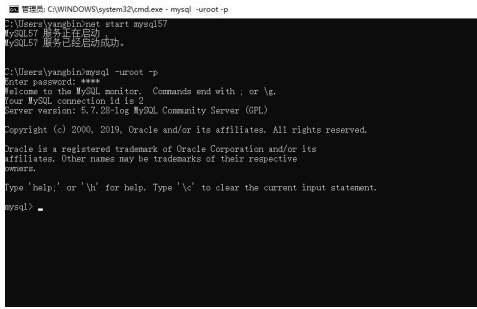 管理员: C:\WINDOWS\system32\cmd.exe - mysql  -uroot -p
C:\Users\yangbin>net start mysql57
MySQL57 服务正在启动 .
MySQL57 服务已经启动成功。
C:\Users\yangbin>mysql -uroot -p
Enter password: ****
Welcome to the MySQL monitor.  Commands end with ; or \g.
Your MySQL connection id is 2
Server version: 5.7.28-log MySQL Community Server (GPL)
Copyright (c) 2000, 2019, Oracle and/or its affiliates. All rights reserved.
Oracle is a registered trademark of Oracle Corporation and/or its
affiliates. Other names may be trademarks of their respective
owners.
Type 'help;' or '\h' for help. Type '\c' to clear the current input statement.
mysql> _